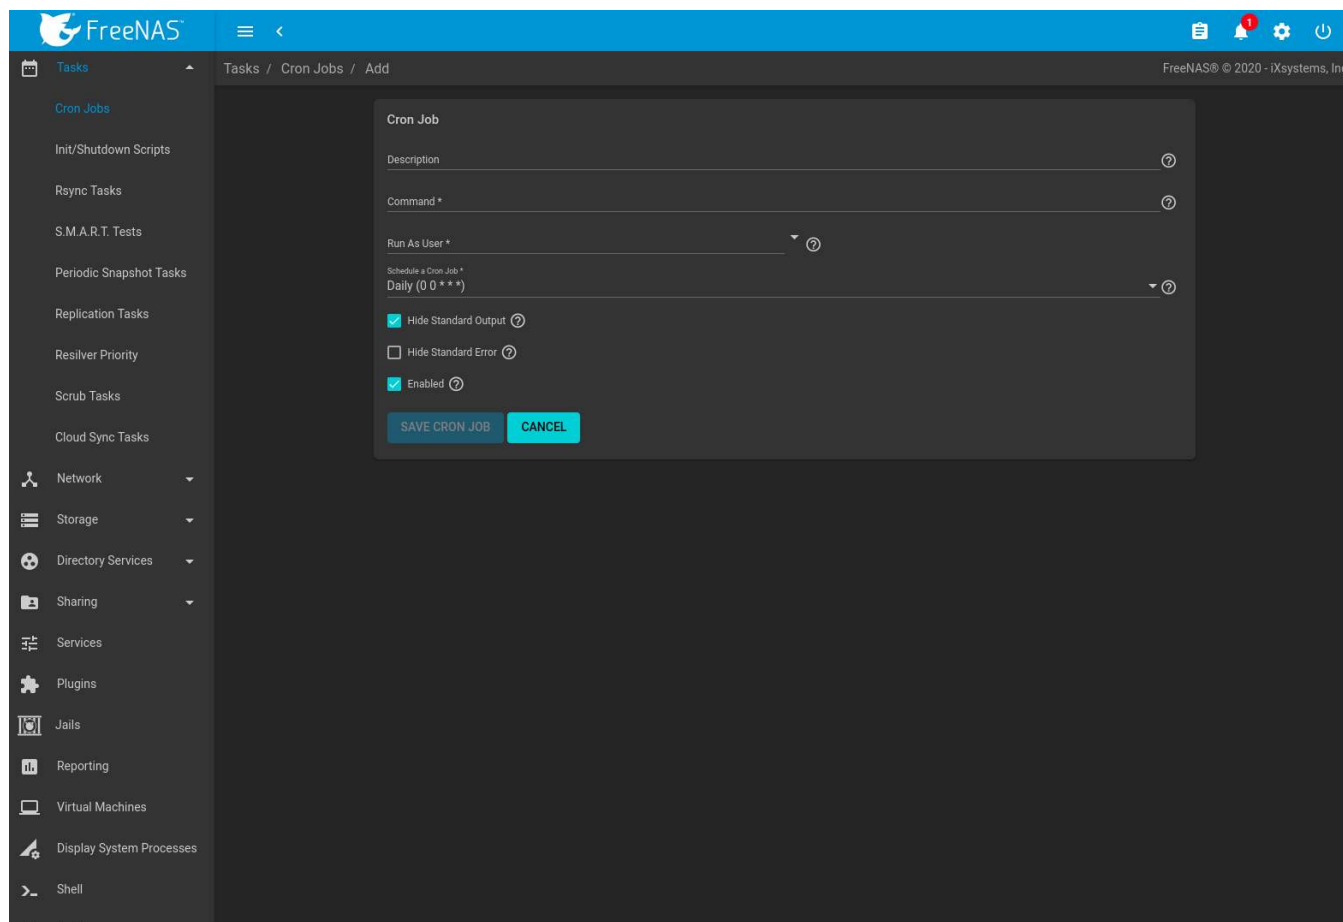 FreeNAS™
1
Tasks / Cron Jobs / Add
FreeNAS® © 2020 - iXsystems, Inc
Tasks
Cron Jobs
Init/Shutdown Scripts
Rsync Tasks
S.M.A.R.T. Tests
Periodic Snapshot Tasks
Replication Tasks
Resilver Priority
Scrub Tasks
Cloud Sync Tasks
Network
Storage
Directory Services
Sharing
Services
Plugins
Jails
Reporting
Virtual Machines
Display System Processes
Shell
Cron Job
Description
Command *
Run As User *
Schedule a Cron Job *
Daily (0 0 * * *)
Hide Standard Output
Hide Standard Error
Enabled
SAVE CRON JOB CANCEL